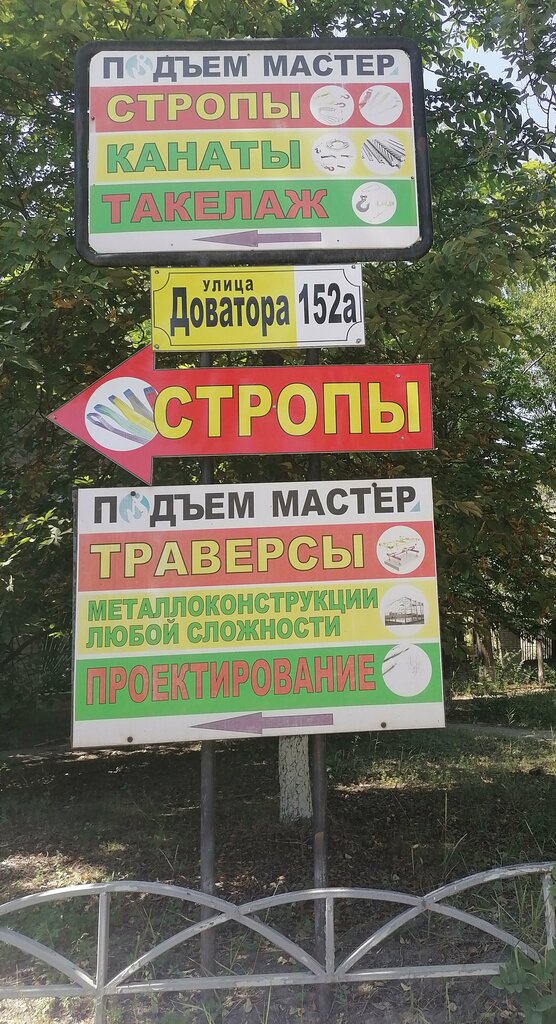 ПОДЪЕМ МАСТЕР
СТРОПЫ
КАНАТЫ
ТАКЕЛАЖ
улица
Доватора 152а
СТРОПЫ
ПОДЪЕМ МАСТЕР
ТРАВЕРСЫ
МЕТАЛЛОКОНСТРУКЦИИ
ЛЮБОЙ СЛОЖНОСТИ
ПРОЕКТИРОВАНИЕ